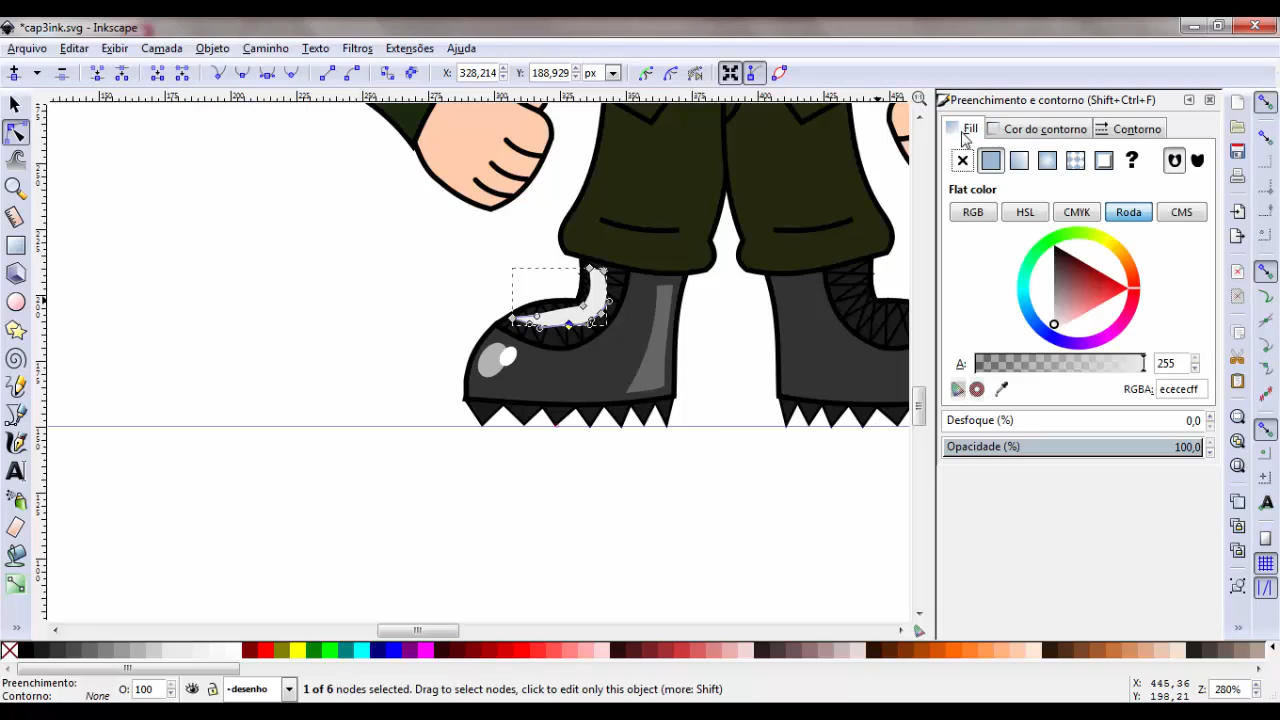 *cap3ink.svg - Inkscape
Arquivo Editar Exibir Camada Objeto Caminho Texto Filtros Extensões Ajuda
X: 328,214 Y: 188,929 px
Preenchimento e contorno (Shift+Ctrl+F)
Fill Cor do contorno Contorno
Flat color
RGB HSL CMYK Roda CMS
A: 255
RGBA: ecececff
Desfoque (%) 0,0
Opacidade (%) 100,0
Preenchimento:
Contorno: None O: 100 •desenho 1 of 6 nodes selected. Drag to select nodes, click to edit only this object (more: Shift)
X: 445,36
Y: 198,21
Z: 280%